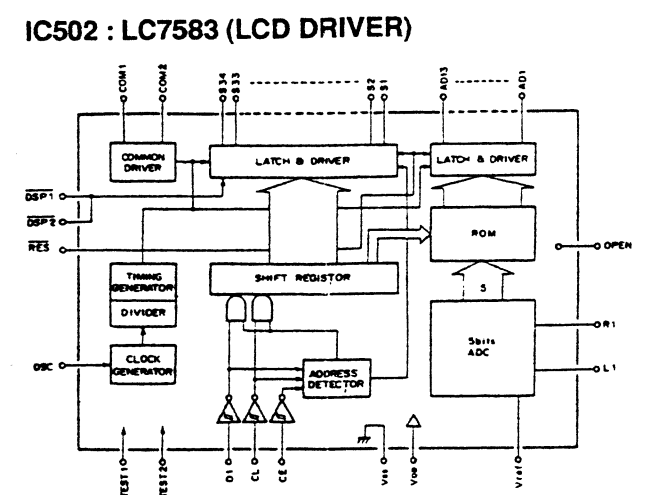 IC502 : LC7583 (LCD DRIVER)
COM1
COM2
S34
S33
S2
S1
AD13
AD1
COMMON
DRIVER
LATCH & DRIVER
LATCH & DRIVER
DSP1
DSP2
RES
ROM
OPEN
TIMING
GENERATOR
DIVIDER
SHIFT REGISTOR
5
5bits
ADC
R1
L1
OSC
CLOCK
GENERATOR
ADDRESS
DETECTOR
TEST1
TEST2
D1
CL
CE
Vss
Vref